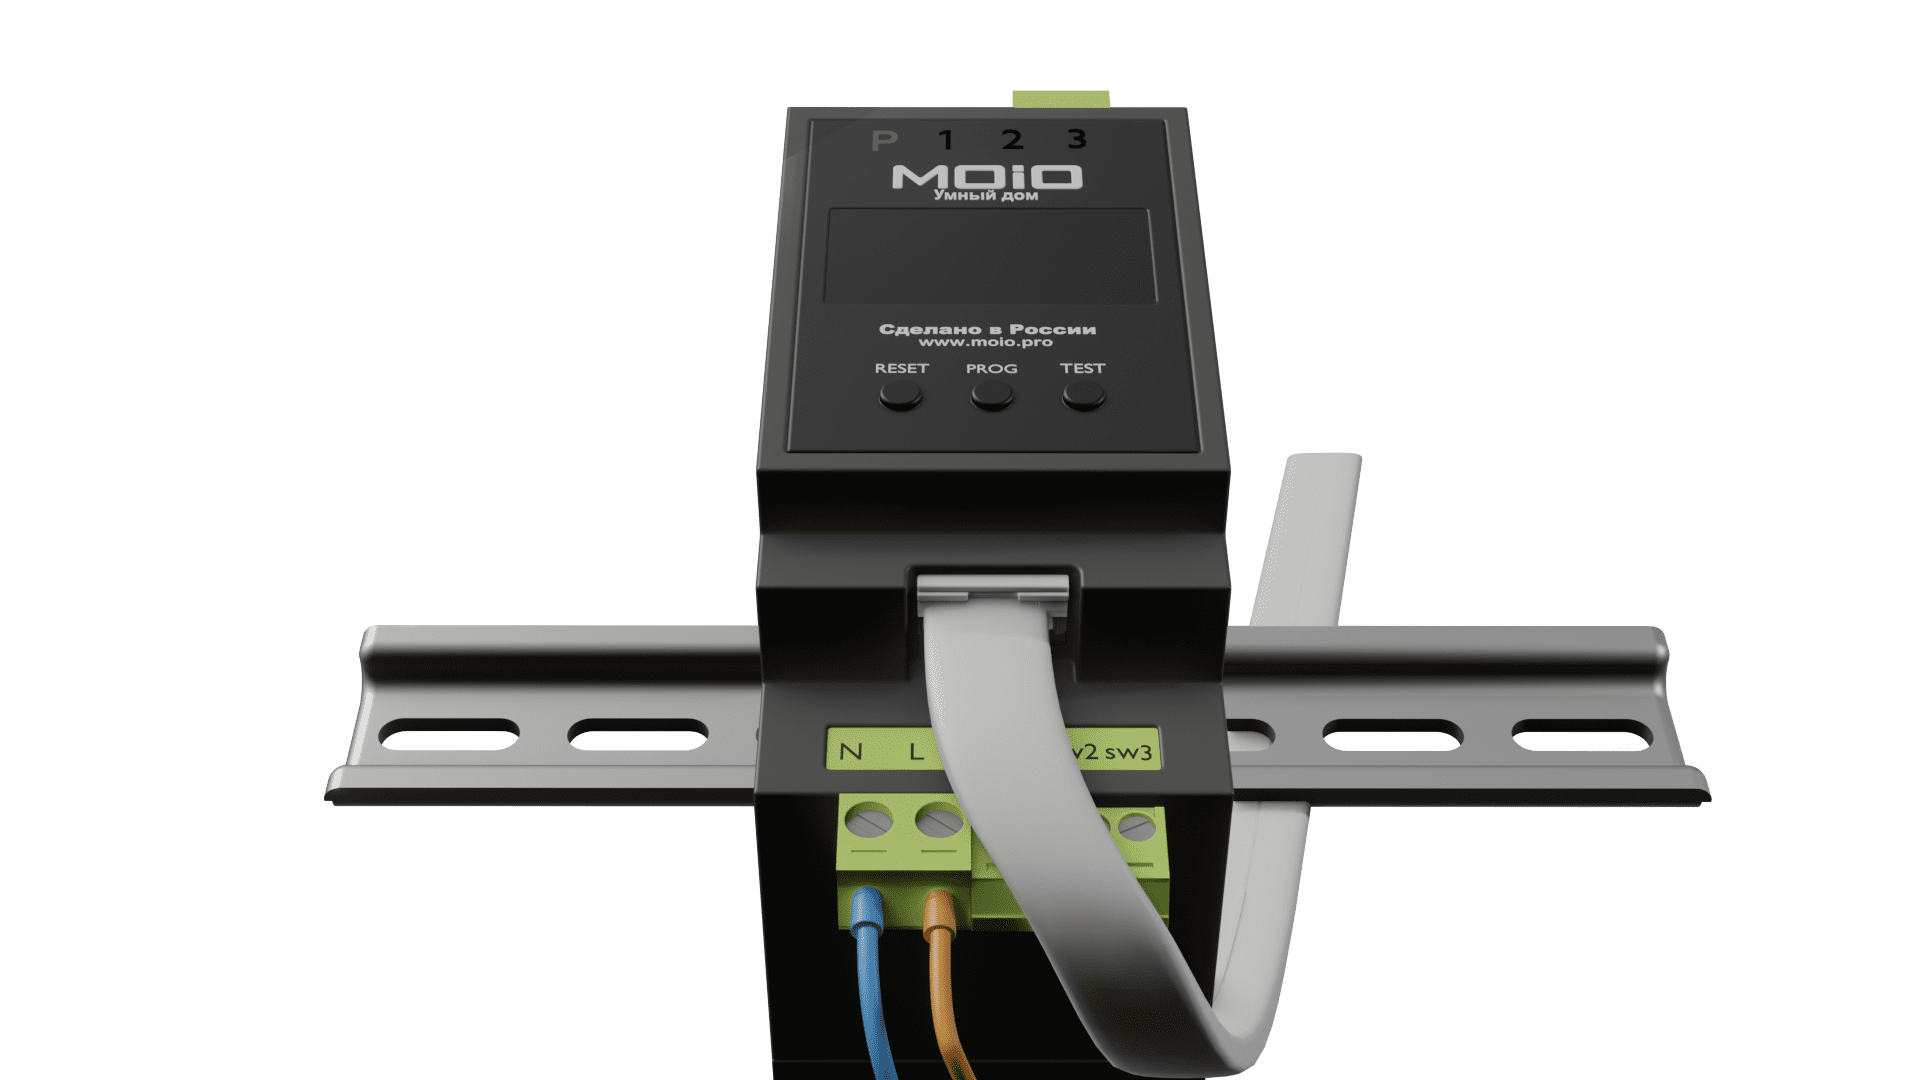 P 1 2 3
MOiO
Умный дом
Сделано в России
www.moio.pro
RESET PROG TEST
N L sw3